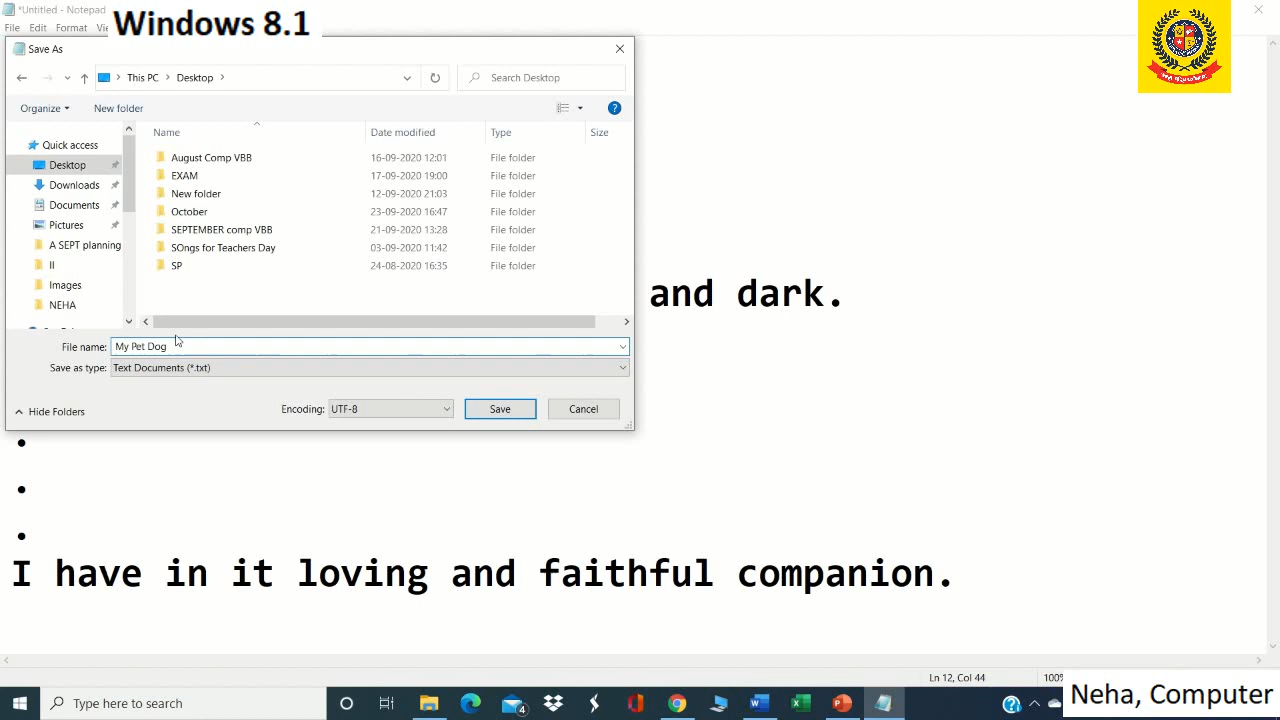 *Untitled - Notepad
Windows 8.1
File Edit Format
Save As
This PC Desktop
Search Desktop
Organize New folder
Name Date modified Type Size
Quick access
Desktop
Downloads
Documents
Pictures
A SEPT planning
II
Images
NEHA
August Comp VBB 16-09-2020 12:01 File folder
EXAM 17-09-2020 19:00 File folder
New folder 12-09-2020 21:03 File folder
October 23-09-2020 16:47 File folder
SEPTEMBER comp VBB 21-09-2020 13:28 File folder
SOngs for Teachers Day 03-09-2020 11:42 File folder
SP 24-08-2020 16:35 File folder
and dark.
File name: My Pet Dog
Save as type: Text Documents (*.txt)
Hide Folders
Encoding: UTF-8
Save Cancel
.
.
.
I have in it loving and faithful companion.
Ln 12, Col 44 100%
Type here to search
4
Neha, Computer